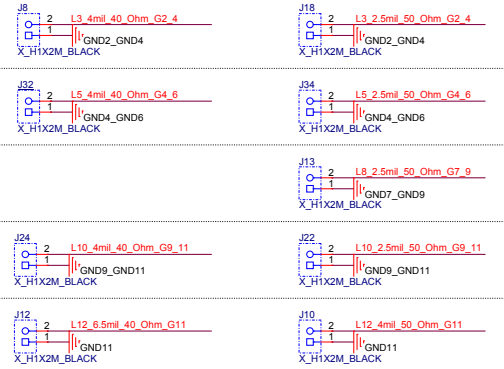 J8
2 L3_4mil_40_Ohm_G2_4
1 GND2_GND4
X_H1X2M_BLACK
J18
2 L3_2.5mil_50_Ohm_G2_4
1 GND2_GND4
X_H1X2M_BLACK
J32
2 L5_4mil_40_Ohm_G4_6
1 GND4_GND6
X_H1X2M_BLACK
J34
2 L5_2.5mil_50_Ohm_G4_6
1 GND4_GND6
X_H1X2M_BLACK
J13
2 L8_2.5mil_50_Ohm_G7_9
1 GND7_GND9
X_H1X2M_BLACK
J24
2 L10_4mil_40_Ohm_G9_11
1 GND9_GND11
X_H1X2M_BLACK
J22
2 L10_2.5mil_50_Ohm_G9_11
1 GND9_GND11
X_H1X2M_BLACK
J12
2 L12_6.5mil_40_Ohm_G11
1 GND11
X_H1X2M_BLACK
J10
2 L12_4mil_50_Ohm_G11
1 GND11
X_H1X2M_BLACK